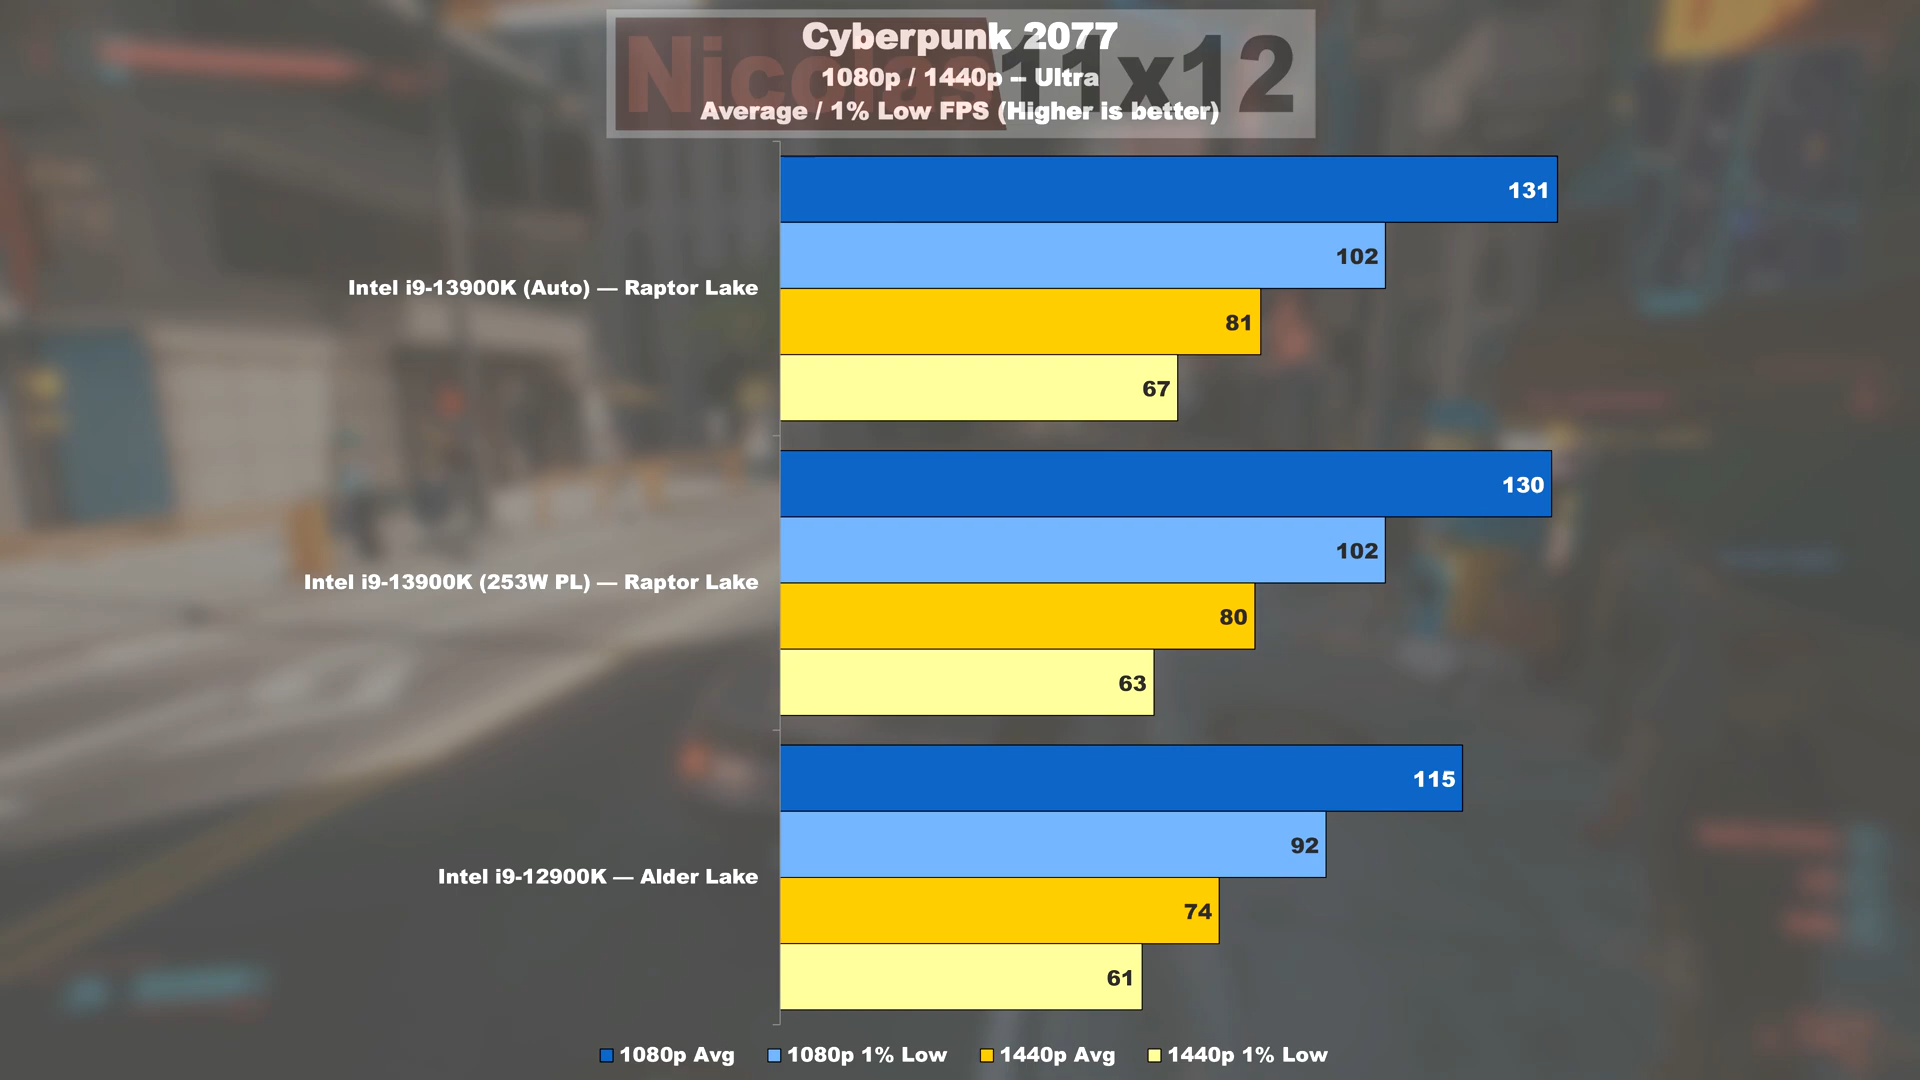 Nicolas11x12
Cyberpunk 2077
1080p / 1440p – Ultra
Average / 1% Low FPS (Higher is better)
131
102
Intel i9-13900K (Auto) — Raptor Lake
81
67
130
102
Intel i9-13900K (253W PL) — Raptor Lake
80
63
115
92
Intel i9-12900K — Alder Lake
74
61
1080p Avg 1080p 1% Low 1440p Avg 1440p 1% Low